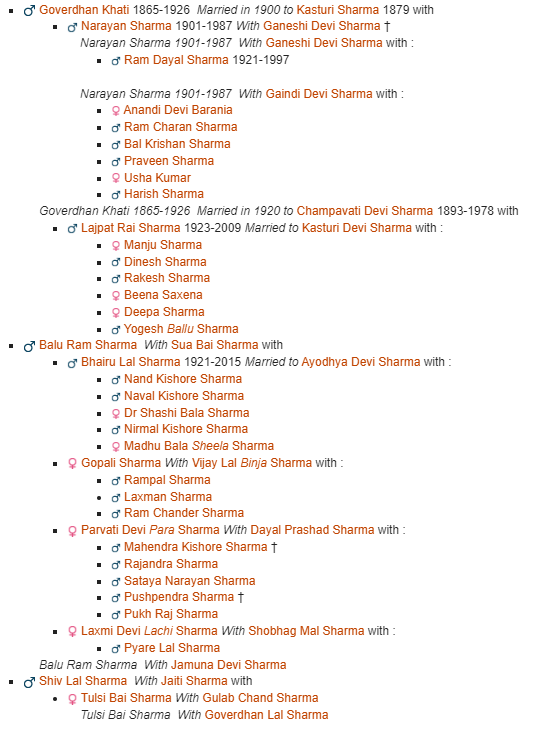 Goverdhan Khati 1865-1926 Married in 1900 to Kasturi Sharma 1879 with
Narayan Sharma 1901-1987 With Ganeshi Devi Sharma †
Narayan Sharma 1901-1987 With Ganeshi Devi Sharma with :
Ram Dayal Sharma 1921-1997
Narayan Sharma 1901-1987 With Gaindi Devi Sharma with :
Anandi Devi Barania
Ram Charan Sharma
Bal Krishan Sharma
Praveen Sharma
Usha Kumar
Harish Sharma
Goverdhan Khati 1865-1926 Married in 1920 to Champavati Devi Sharma 1893-1978 with
Lajpat Rai Sharma 1923-2009 Married to Kasturi Devi Sharma with :
Manju Sharma
Dinesh Sharma
Rakesh Sharma
Beena Saxena
Deepa Sharma
Yogesh Ballu Sharma
Balu Ram Sharma With Sua Bai Sharma with
Bhairu Lal Sharma 1921-2015 Married to Ayodhya Devi Sharma with :
Nand Kishore Sharma
Naval Kishore Sharma
Dr Shashi Bala Sharma
Nirmal Kishore Sharma
Madhu Bala Sheela Sharma
Gopali Sharma With Vijay Lal Binja Sharma with :
Rampal Sharma
Laxman Sharma
Ram Chander Sharma
Parvati Devi Para Sharma With Dayal Prashad Sharma with :
Mahendra Kishore Sharma †
Rajandra Sharma
Sataya Narayan Sharma
Pushpendra Sharma †
Pukh Raj Sharma
Laxmi Devi Lachi Sharma With Shobhag Mal Sharma with :
Pyare Lal Sharma
Balu Ram Sharma With Jamuna Devi Sharma
Shiv Lal Sharma With Jaiti Sharma with
Tulsi Bai Sharma With Gulab Chand Sharma
Tulsi Bai Sharma With Goverdhan Lal Sharma